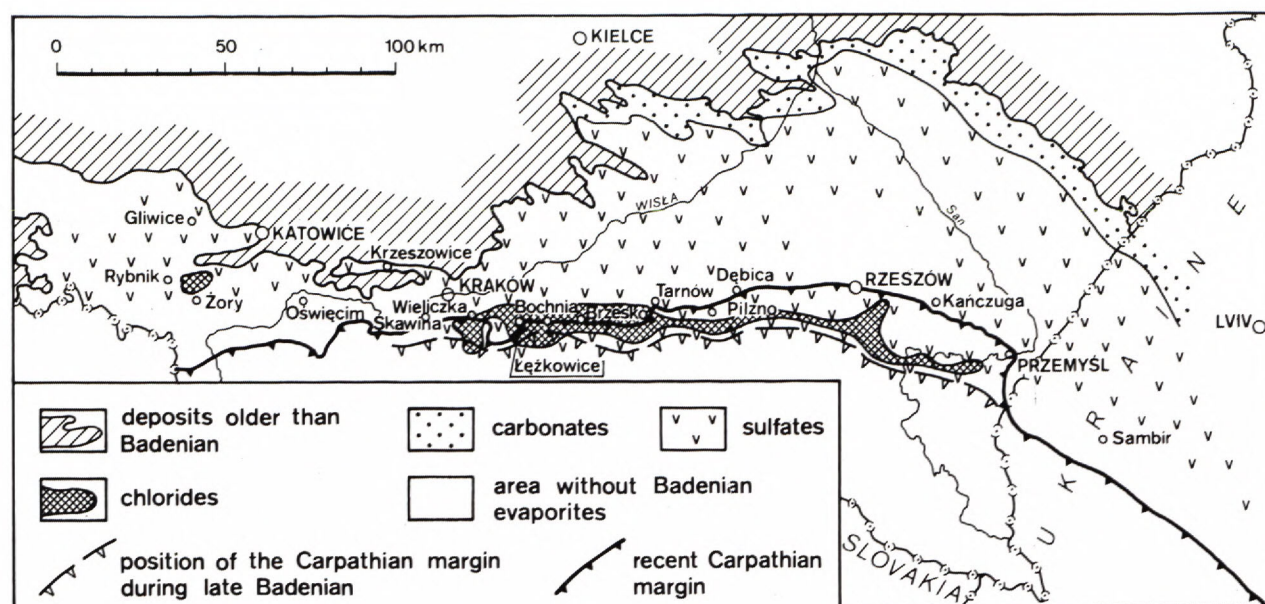 0 50 100 km
KIELCE
WISŁA
San
Gliwice
KATOWICE
Krzeszowice
Rybnik
Żory
Oświęcim
KRAKÓW
Wieliczka
Skawina
Bochnia
Brzesko
Łężkowice
Tarnów
Dębica
Pilzno
RZESZÓW
Kańczuga
PRZEMYŚL
LVIV
Sambir
UKRAINE
SLOVAKIA
deposits older than
Badenian
carbonates
sulfates
chlorides
area without Badenian
evaporites
position of the Carpathian margin
during late Badenian
recent Carpathian
margin